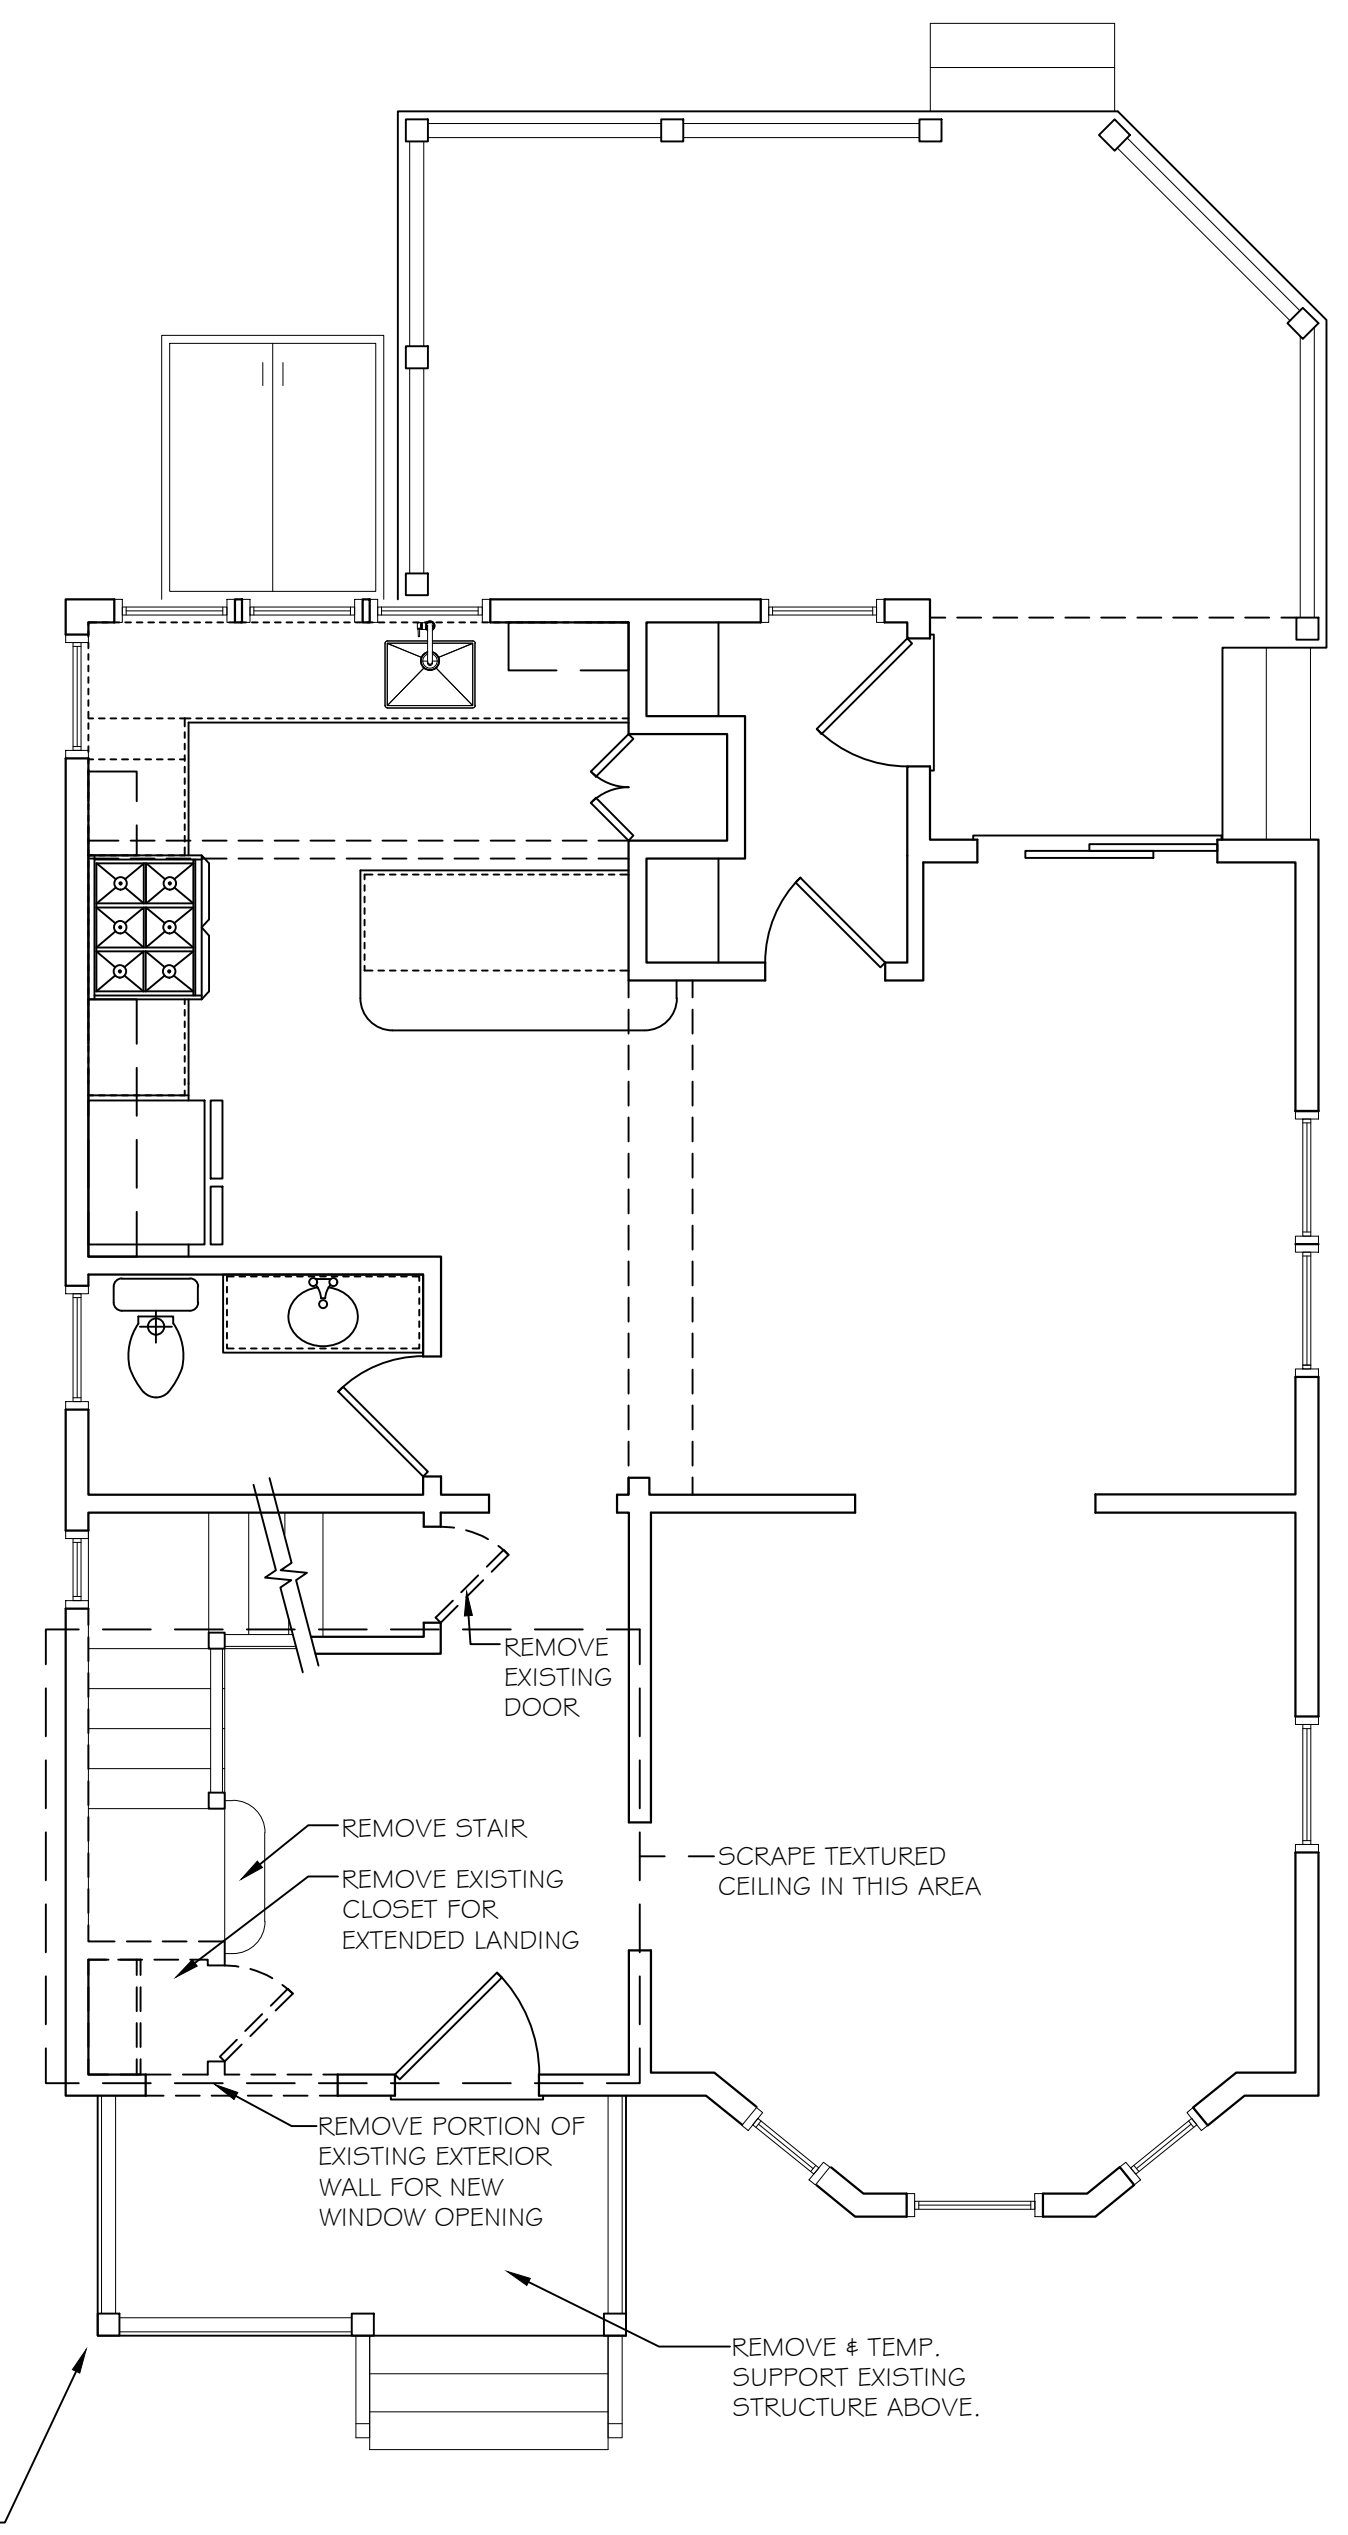 REMOVE
EXISTING
DOOR
REMOVE STAIR
REMOVE EXISTING
CLOSET FOR
EXTENDED LANDING
SCRAPE TEXTURED
CEILING IN THIS AREA
REMOVE PORTION OF
EXISTING EXTERIOR
WALL FOR NEW
WINDOW OPENING
REMOVE & TEMP.
SUPPORT EXISTING
STRUCTURE ABOVE.